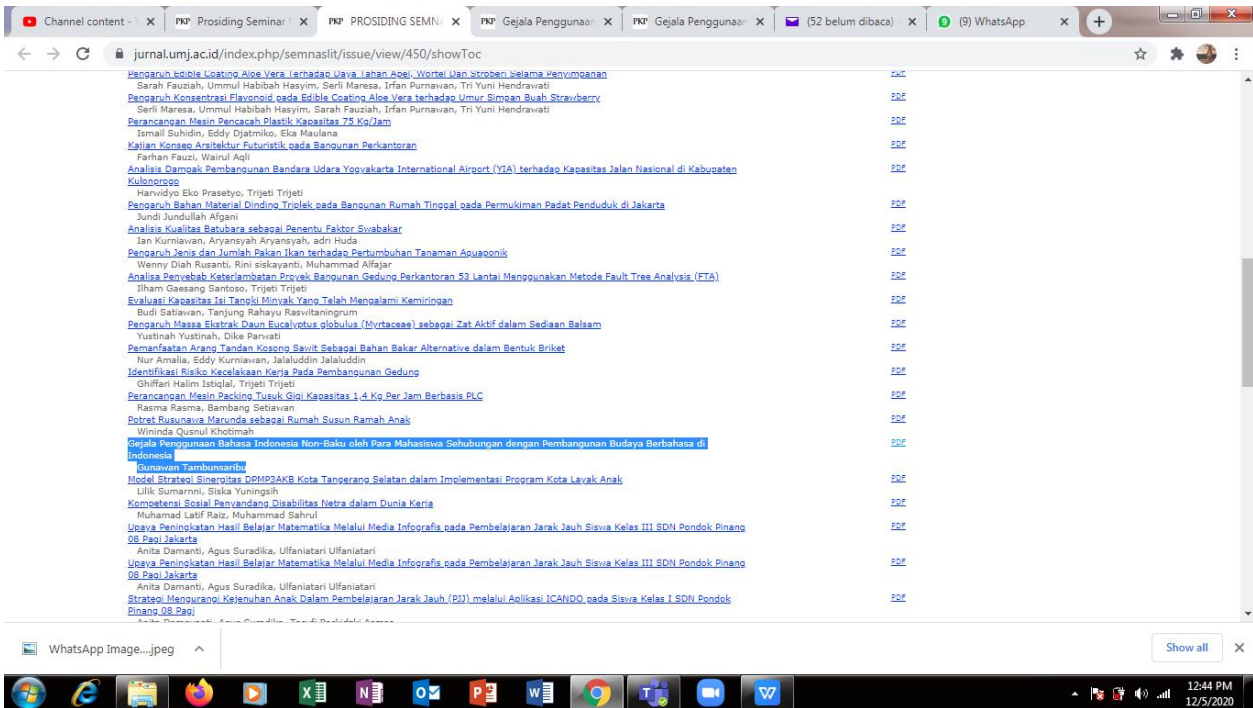 Channel content -
Prosiding Seminar
PROSIDING SEMN
Gejala Penggunaan
Gejala Penggunaan
(52 belum dibaca)
(9) WhatsApp
jurnal.umj.ac.id/index.php/semnaslit/issue/view/450/showToc
Pengaruh Edible Coating Aloe Vera Terhadap Daya Tahan Apel, Wortel Dan Stroberi Selama Penyimpanan PDF
Sarah Fauziah, Ummul Habibah Hasyim, Serli Maresa, Irfan Purnawan, Tri Yuni Hendrawati
Pengaruh Konsentrasi Flavonoid pada Edible Coating Aloe Vera terhadap Umur Simpan Buah Strawberry PDF
Serli Maresa, Ummul Habibah Hasyim, Sarah Fauziah, Irfan Purnawan, Tri Yuni Hendrawati
Perancangan Mesin Pencacah Plastik Kapasitas 75 Kg/Jam PDF
Ismail Suhidin, Eddy Djatmiko, Eka Maulana
Kajian Konsep Arsitektur Futuristik pada Bangunan Perkantoran PDF
Farhan Fauzi, Wairul Aqli
Analisis Dampak Pembangunan Bandara Udara Yogyakarta International Airport (YIA) terhadap Kapasitas Jalan Nasional di Kabupaten PDF
Kulonprogo
Harwidyo Eko Prasetyo, Trijeti Trijeti
Pengaruh Bahan Material Dinding Triplek pada Bangunan Rumah Tinggal pada Permukiman Padat Penduduk di Jakarta PDF
Jundi Jundullah Afgani
Analisis Kualitas Batubara sebagai Penentu Faktor Swabakar PDF
Ian Kurniawan, Aryansyah Aryansyah, adri Huda
Pengaruh Jenis dan Jumlah Pakan Ikan terhadap Pertumbuhan Tanaman Aquaponik PDF
Wenny Diah Rusanti, Rini siskayanti, Muhammad Alfajar
Analisa Penyebab Keterlambatan Proyek Bangunan Gedung Perkantoran 53 Lantai Menggunakan Metode Fault Tree Analysis (FTA) PDF
Ilham Gaesang Santoso, Trijeti Trijeti
Evaluasi Kapasitas Isi Tangki Minyak Yang Telah Mengalami Kemiringan PDF
Budi Satiawan, Tanjung Rahayu Raswitaningrum
Pengaruh Massa Ekstrak Daun Eucalyptus globulus (Myrtaceae) sebagai Zat Aktif dalam Sediaan Balsam PDF
Yustinah Yustinah, Dike Parwati
Pemanfaatan Arang Tandan Kosong Sawit Sebagai Bahan Bakar Alternative dalam Bentuk Briket PDF
Nur Amalia, Eddy Kurniawan, Jalaluddin Jalaluddin
Identifikasi Risiko Kecelakaan Kerja Pada Pembangunan Gedung PDF
Ghiffari Halim Istiqlal, Trijeti Trijeti
Perancangan Mesin Packing Tusuk Gigi Kapasitas 1,4 Kg Per Jam Berbasis PLC PDF
Rasma Rasma, Bambang Setiawan
Potret Rusunawa Marunda sebagai Rumah Susun Ramah Anak PDF
Wininda Qusnul Khotimah
Gejala Penggunaan Bahasa Indonesia Non-Baku oleh Para Mahasiswa Sehubungan dengan Pembangunan Budaya Berbahasa di PDF
Indonesia
Gunawan Tambunsaribu
Model Strategi Sinergitas DPMP3AKB Kota Tangerang Selatan dalam Implementasi Program Kota Layak Anak PDF
Lilik Sumarnni, Siska Yuningsih
Kompetensi Sosial Penyandang Disabilitas Netra dalam Dunia Kerja PDF
Muhamad Latif Raiz, Muhammad Sahrul
Upaya Peningkatan Hasil Belajar Matematika Melalui Media Infografis pada Pembelajaran Jarak Jauh Siswa Kelas III SDN Pondok Pinang PDF
08 Pagi Jakarta
Anita Damanti, Agus Suradika, Ulfaniatari Ulfaniatari
Upaya Peningkatan Hasil Belajar Matematika Melalui Media Infografis pada Pembelajaran Jarak Jauh Siswa Kelas III SDN Pondok Pinang PDF
08 Pagi Jakarta
Anita Damanti, Agus Suradika, Ulfaniatari Ulfaniatari
Strategi Mengurangi Kejenuhan Anak Dalam Pembelajaran Jarak Jauh (PJJ) melalui Aplikasi ICANDO pada Siswa Kelas I SDN Pondok PDF
Pinang 08 Pagi
WhatsApp Image....jpeg
Show all
12:44 PM
12/5/2020